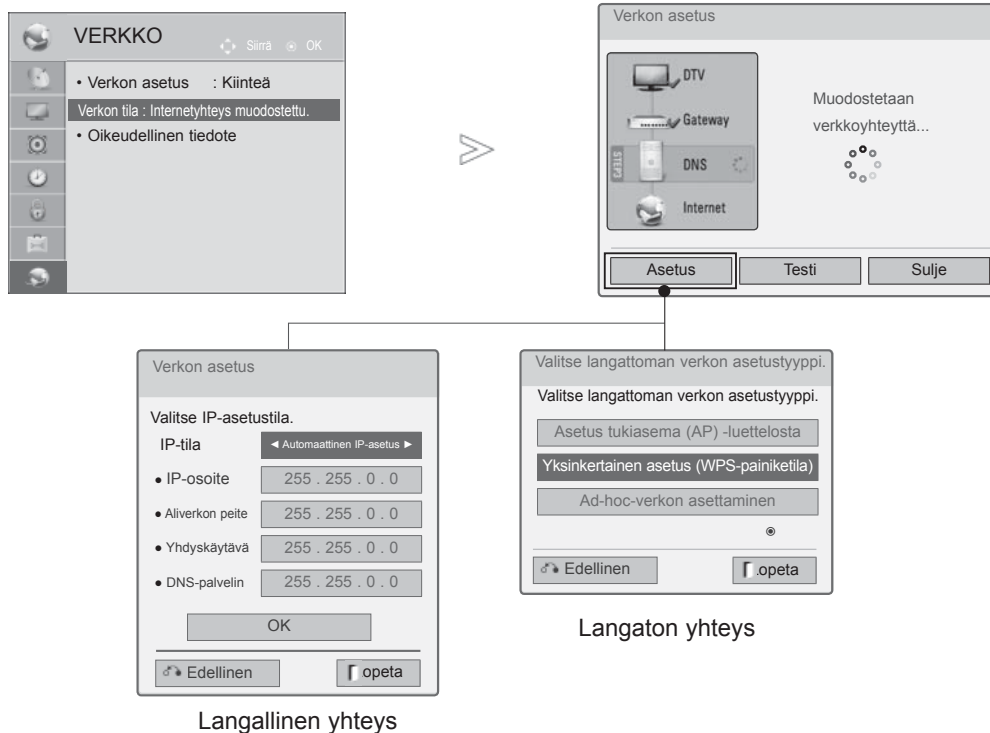 VERKKO
Siirrä OK
• Verkon asetus : Kiinteä
Verkon tila : Internetyhteys muodostettu.
• Oikeudellinen tiedote
Verkon asetus
DTV
Gateway
STEP3
DNS
Internet
Muodostetaan
verkkoyhteyttä...
Asetus Testi Sulje
Verkon asetus
Valitse IP-asetustila.
IP-tila ◄ Automaattinen IP-asetus ►
• IP-osoite 255 . 255 . 0 . 0
• Aliverkon peite 255 . 255 . 0 . 0
• Yhdyskäytävä 255 . 255 . 0 . 0
• DNS-palvelin 255 . 255 . 0 . 0
OK
Edellinen opeta
Langallinen yhteys
Valitse langattoman verkon asetustyyppi.
Valitse langattoman verkon asetustyyppi.
Asetus tukiasema (AP) -luettelosta
Yksinkertainen asetus (WPS-painiketila)
Ad-hoc-verkon asettaminen
Edellinen .opeta
Langaton yhteys